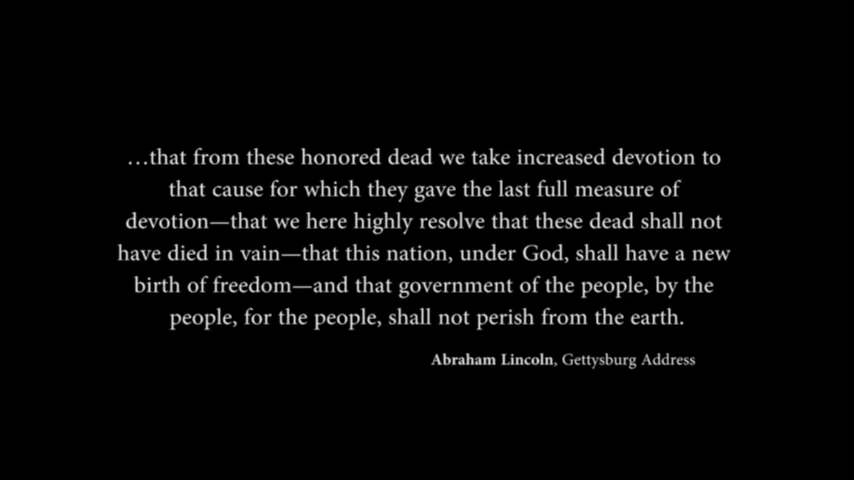 …that from these honored dead we take increased devotion to
that cause for which they gave the last full measure of
devotion—that we here highly resolve that these dead shall not
have died in vain—that this nation, under God, shall have a new
birth of freedom—and that government of the people, by the
people, for the people, shall not perish from the earth.
Abraham Lincoln, Gettysburg Address